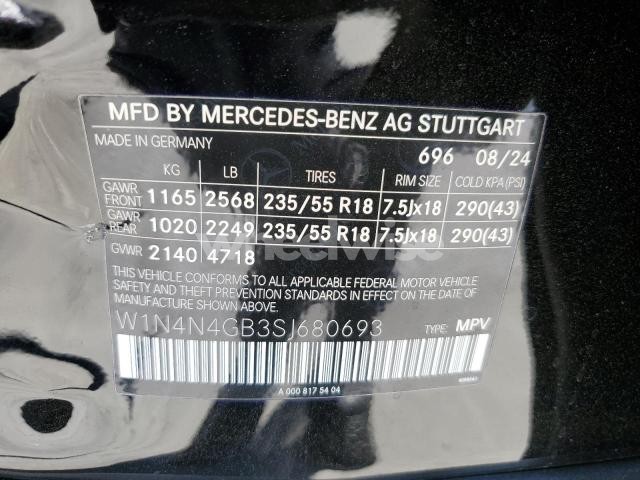 MFD BY MERCEDES-BENZ AG STUTTGART
MADE IN GERMANY 696 08/24
KG LB TIRES RIM SIZE COLD KPA (PSI)
GAWR FRONT 1165 2568 235/55 R18 7.5Jx18 290(43)
GAWR REAR 1020 2249 235/55 R18 7.5Jx18 290(43)
GVWR 2140 4718
Wheelwise
THIS VEHICLE CONFORMS TO ALL APPLICABLE FEDERAL MOTOR VEHICLE
SAFETY AND THEFT PREVENTION STANDARDS IN EFFECT ON THE DATE OF
MANUFACTURE SHOWN ABOVE.
W1N4N4GB3SJ680693 TYPE: MPV
A 000 817 54 04